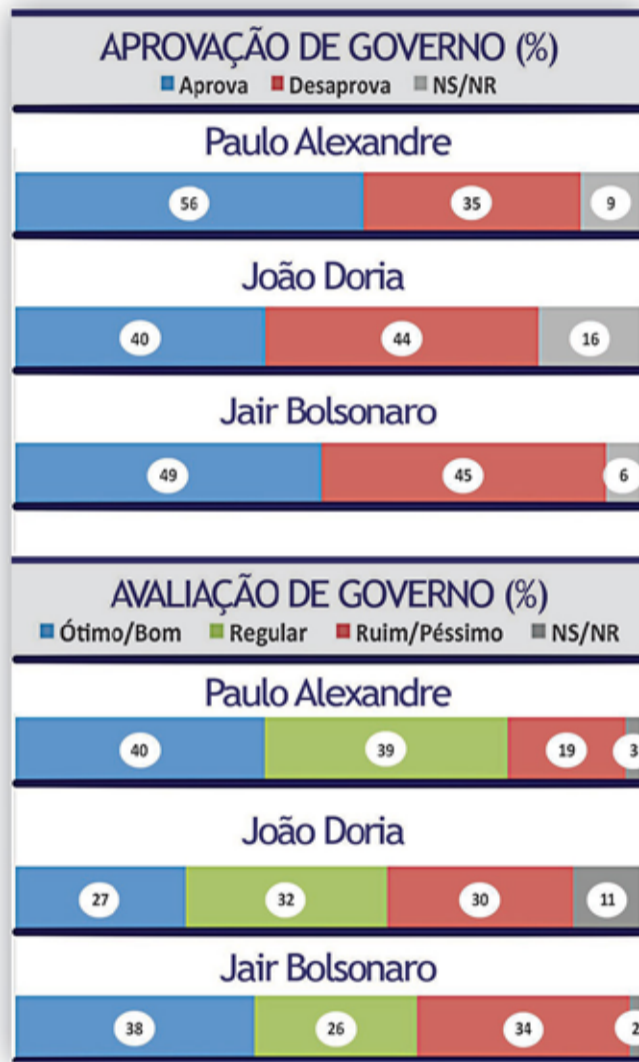 APROVAÇÃO DE GOVERNO (%)
Aprova Desaprova NS/NR
Paulo Alexandre
56 35 9
João Doria
40 44 16
Jair Bolsonaro
49 45 6
AVALIAÇÃO DE GOVERNO (%)
Ótimo/Bom Regular Ruim/Péssimo NS/NR
Paulo Alexandre
40 39 19 3
João Doria
27 32 30 11
Jair Bolsonaro
38 26 34 2